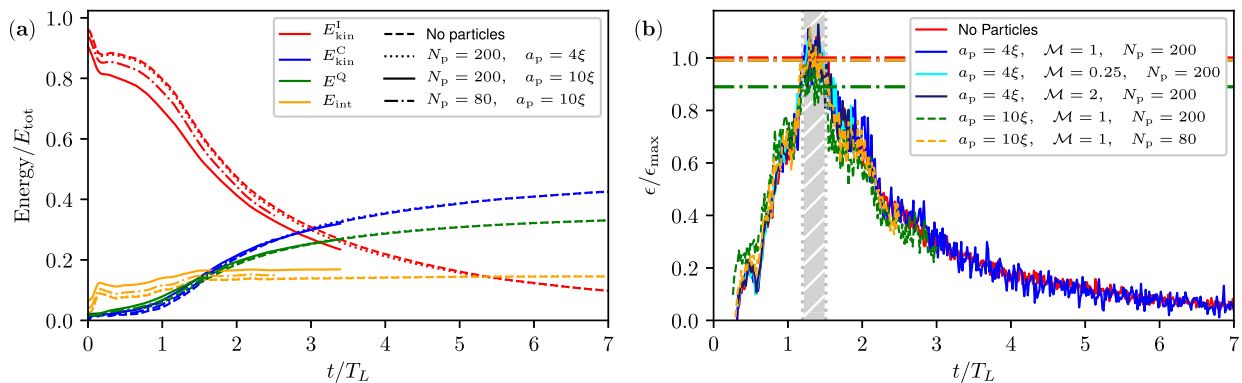 (a)
Energy/E_tot
1.0
0.8
0.6
0.4
0.2
0.0
0 1 2 3 4 5 6 7
t/T_L
E^I_kin
E^C_kin
E^Q
E_int
No particles
N_p = 200, a_p = 4ξ
N_p = 200, a_p = 10ξ
N_p = 80, a_p = 10ξ
(b)
ϵ/ϵ_max
1.0
0.8
0.6
0.4
0.2
0.0
0 1 2 3 4 5 6 7
t/T_L
No Particles
a_p = 4ξ, ℳ = 1, N_p = 200
a_p = 4ξ, ℳ = 0.25, N_p = 200
a_p = 4ξ, ℳ = 2, N_p = 200
a_p = 10ξ, ℳ = 1, N_p = 200
a_p = 10ξ, ℳ = 1, N_p = 80